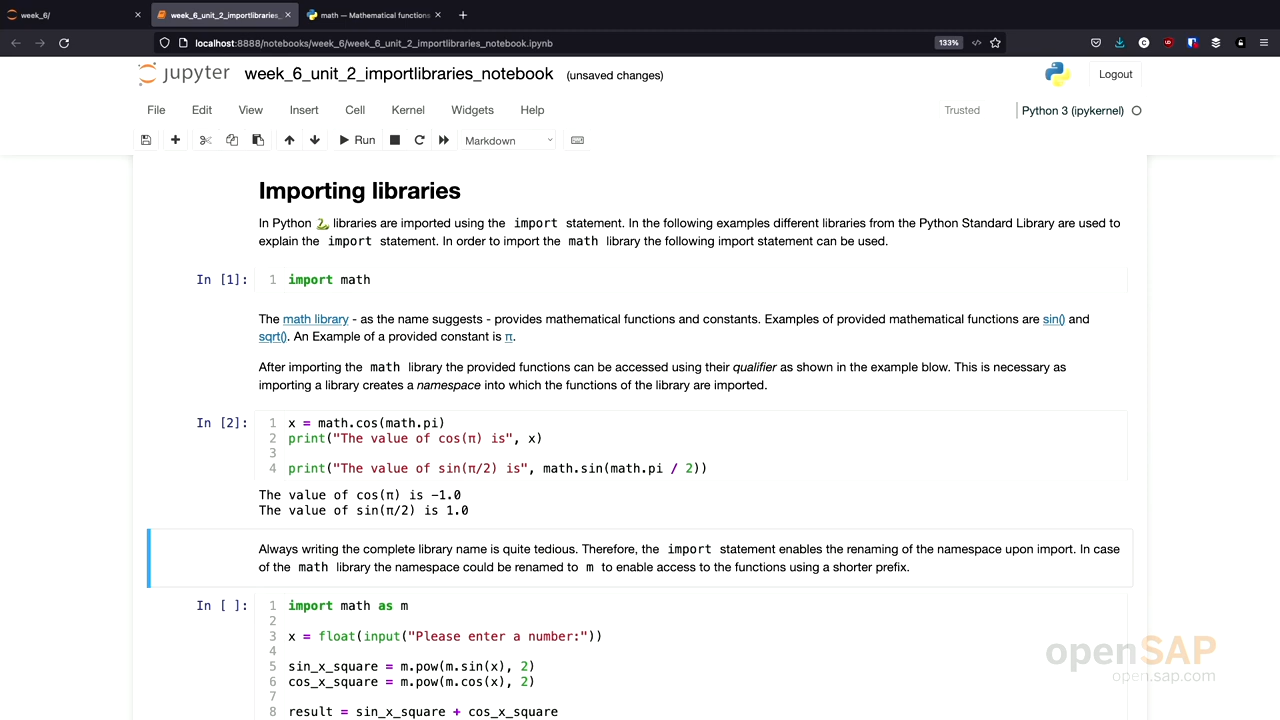 week_6/
week_6_unit_2_importlibraries_
math — Mathematical functions
localhost:8888/notebooks/week_6/week_6_unit_2_importlibraries_notebook.ipynb
133%
jupyter week_6_unit_2_importlibraries_notebook (unsaved changes)
Logout
File Edit View Insert Cell Kernel Widgets Help
Trusted Python 3 (ipykernel)
Run Markdown
Importing libraries
In Python 🐍 libraries are imported using the import statement. In the following examples different libraries from the Python Standard Library are used to
explain the import statement. In order to import the math library the following import statement can be used.
In [1]: 1 import math
The math library - as the name suggests - provides mathematical functions and constants. Examples of provided mathematical functions are sin() and
sqrt(). An Example of a provided constant is π.
After importing the math library the provided functions can be accessed using their qualifier as shown in the example blow. This is necessary as
importing a library creates a namespace into which the functions of the library are imported.
In [2]: 1 x = math.cos(math.pi)
2 print("The value of cos(π) is", x)
3
4 print("The value of sin(π/2) is", math.sin(math.pi / 2))
The value of cos(π) is -1.0
The value of sin(π/2) is 1.0
Always writing the complete library name is quite tedious. Therefore, the import statement enables the renaming of the namespace upon import. In case
of the math library the namespace could be renamed to m to enable access to the functions using a shorter prefix.
In [ ]: 1 import math as m
2
3 x = float(input("Please enter a number:"))
4
5 sin_x_square = m.pow(m.sin(x), 2)
6 cos_x_square = m.pow(m.cos(x), 2)
7
8 result = sin_x_square + cos_x_square
openSAP
open.sap.com